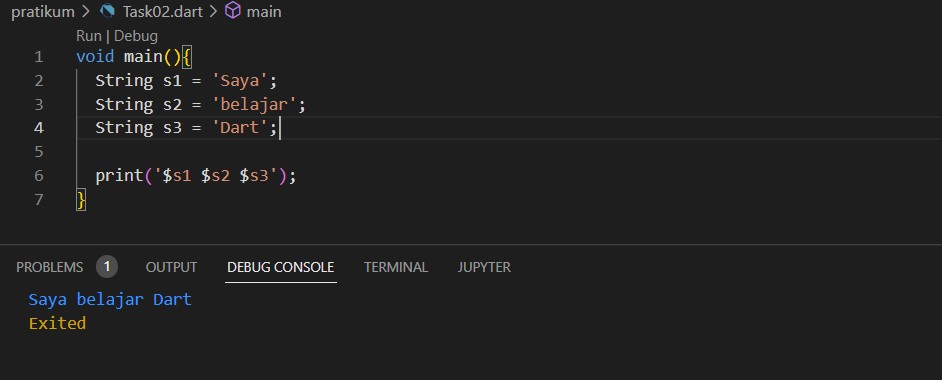 pratikum > Task02.dart > main
Run | Debug
1 void main(){
2   String s1 = 'Saya';
3   String s2 = 'belajar';
4   String s3 = 'Dart';
5
6   print('$s1 $s2 $s3');
7 }
PROBLEMS 1 OUTPUT DEBUG CONSOLE TERMINAL JUPYTER
Saya belajar Dart
Exited